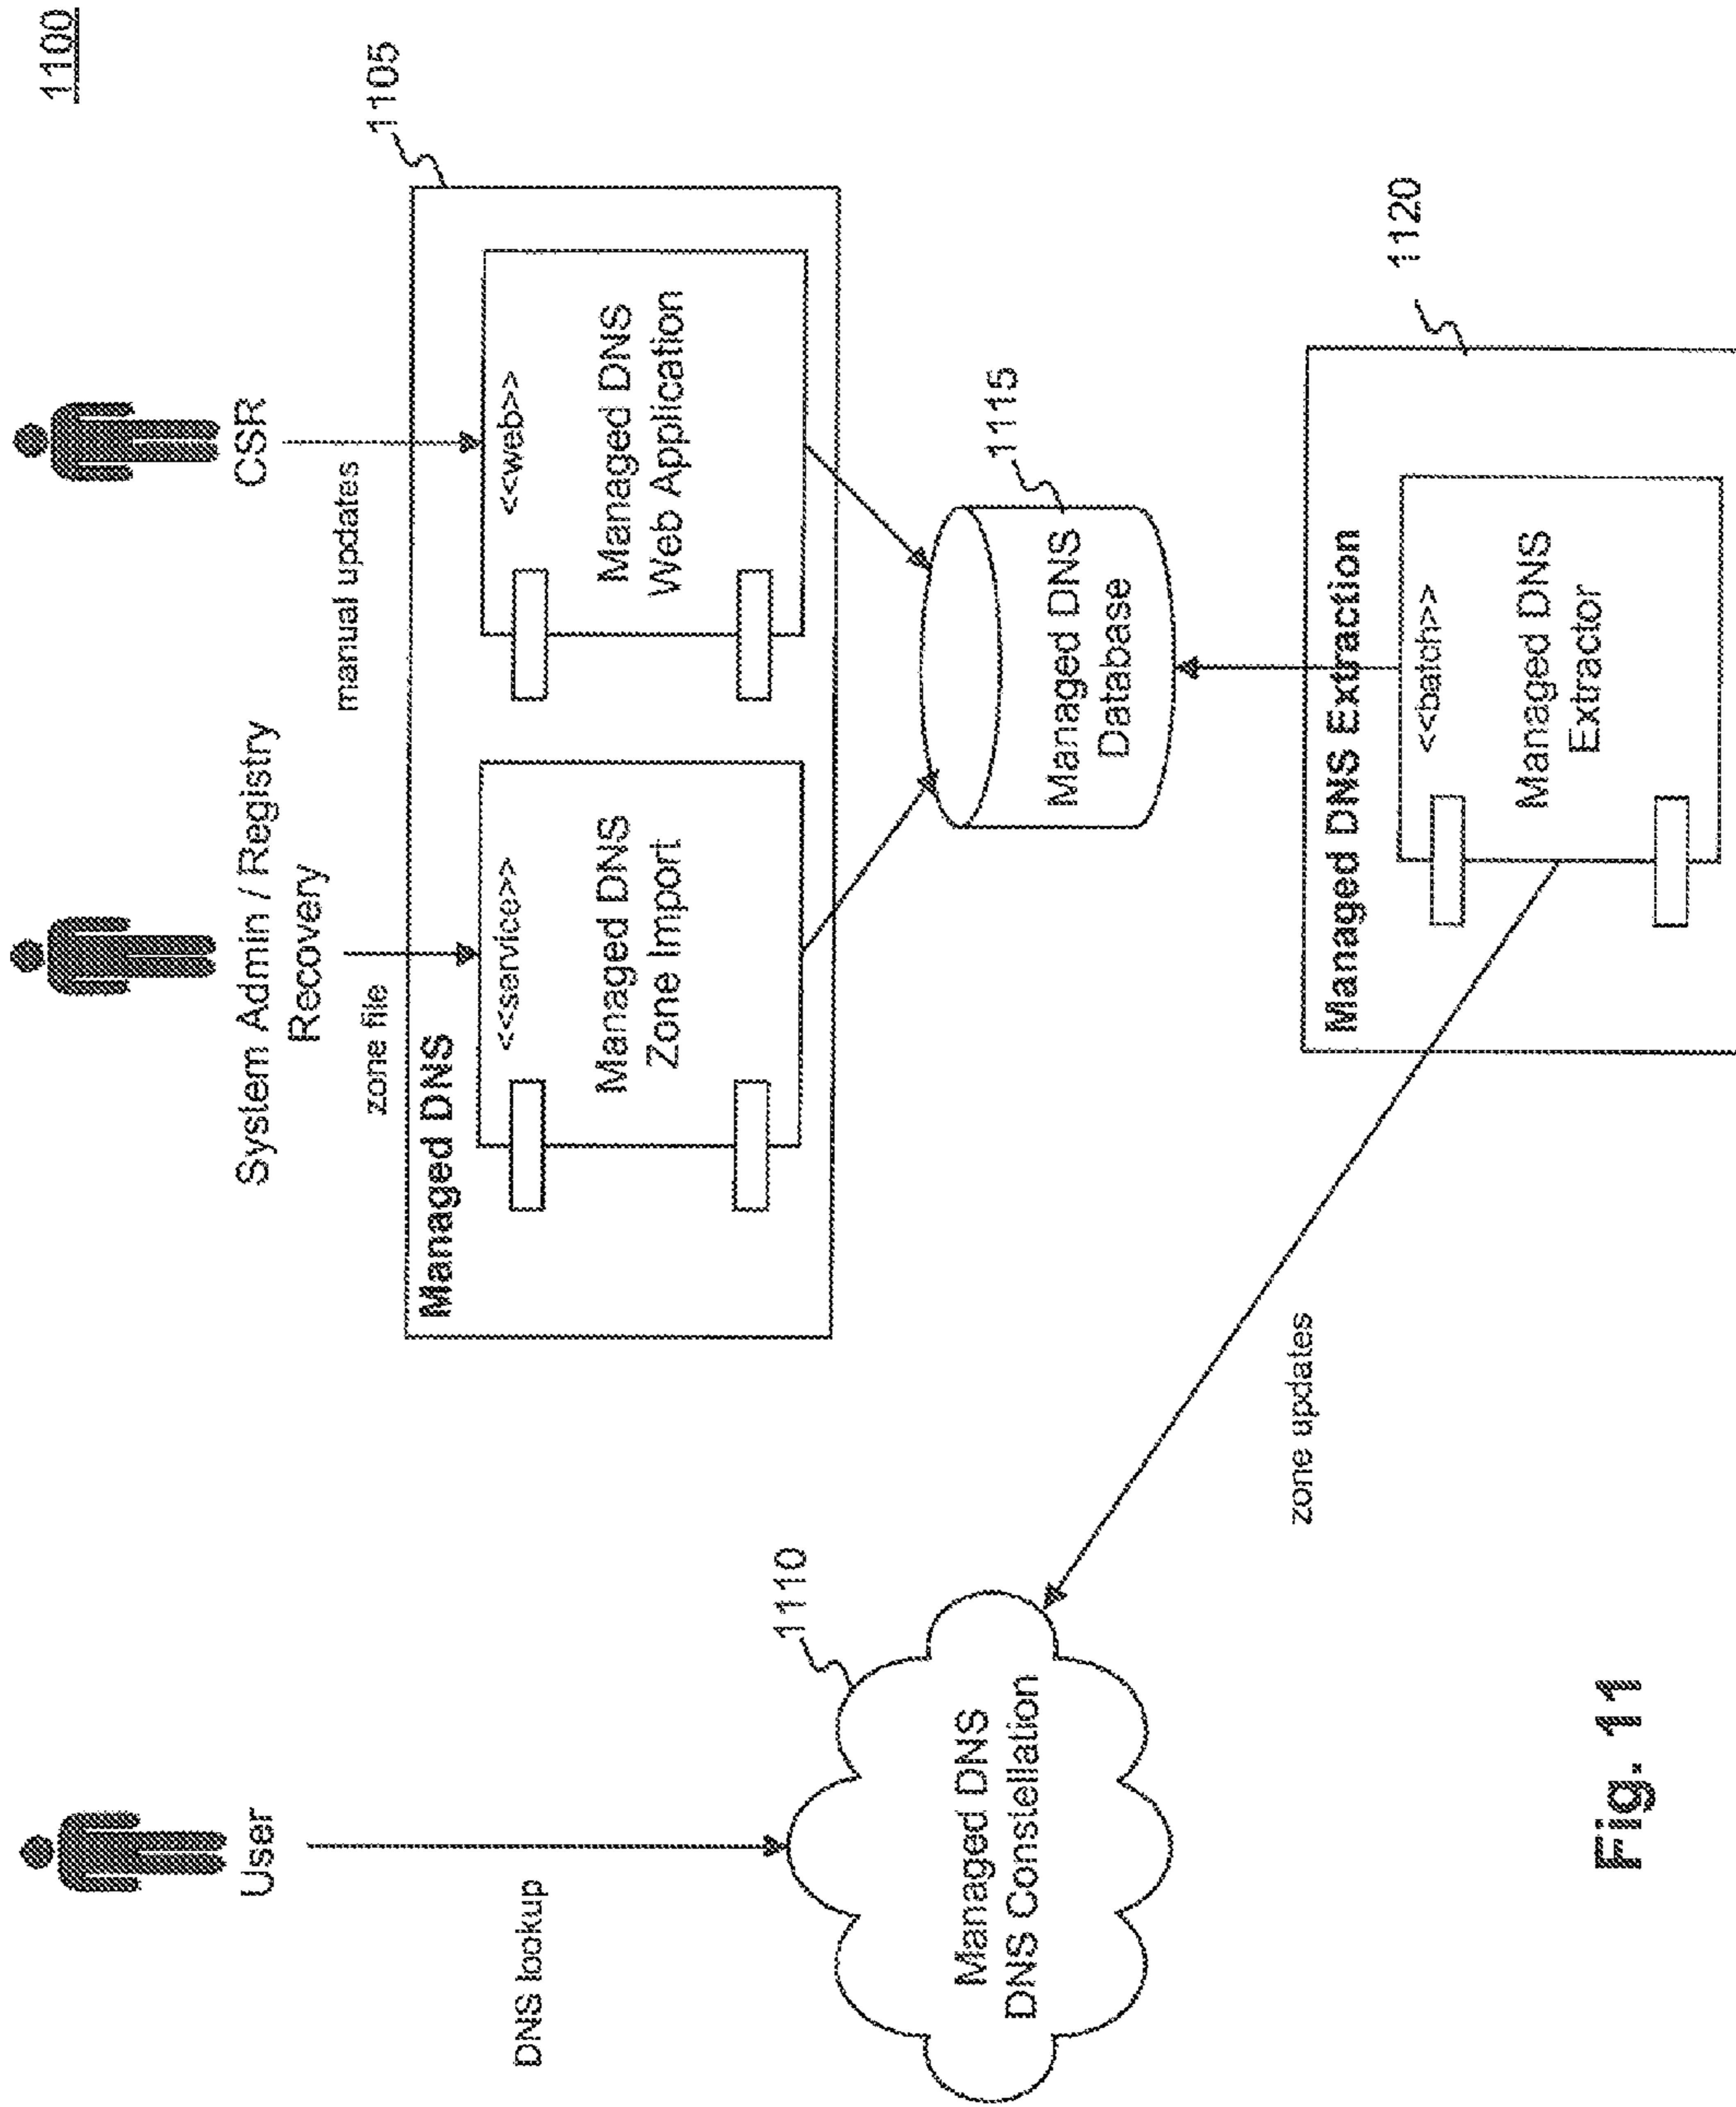 1100
User
System Admin / Registry
Recovery
CSR
DNS lookup
zone file
manual updates
1105
Managed DNS
<<service>>
Managed DNS
Zone Import
<<web>>
Managed DNS
Web Application
1110
Managed DNS
DNS Constellation
1115
Managed DNS
Database
zone updates
1120
Managed DNS Extraction
<<batch>>
Managed DNS
Extractor
Fig. 11